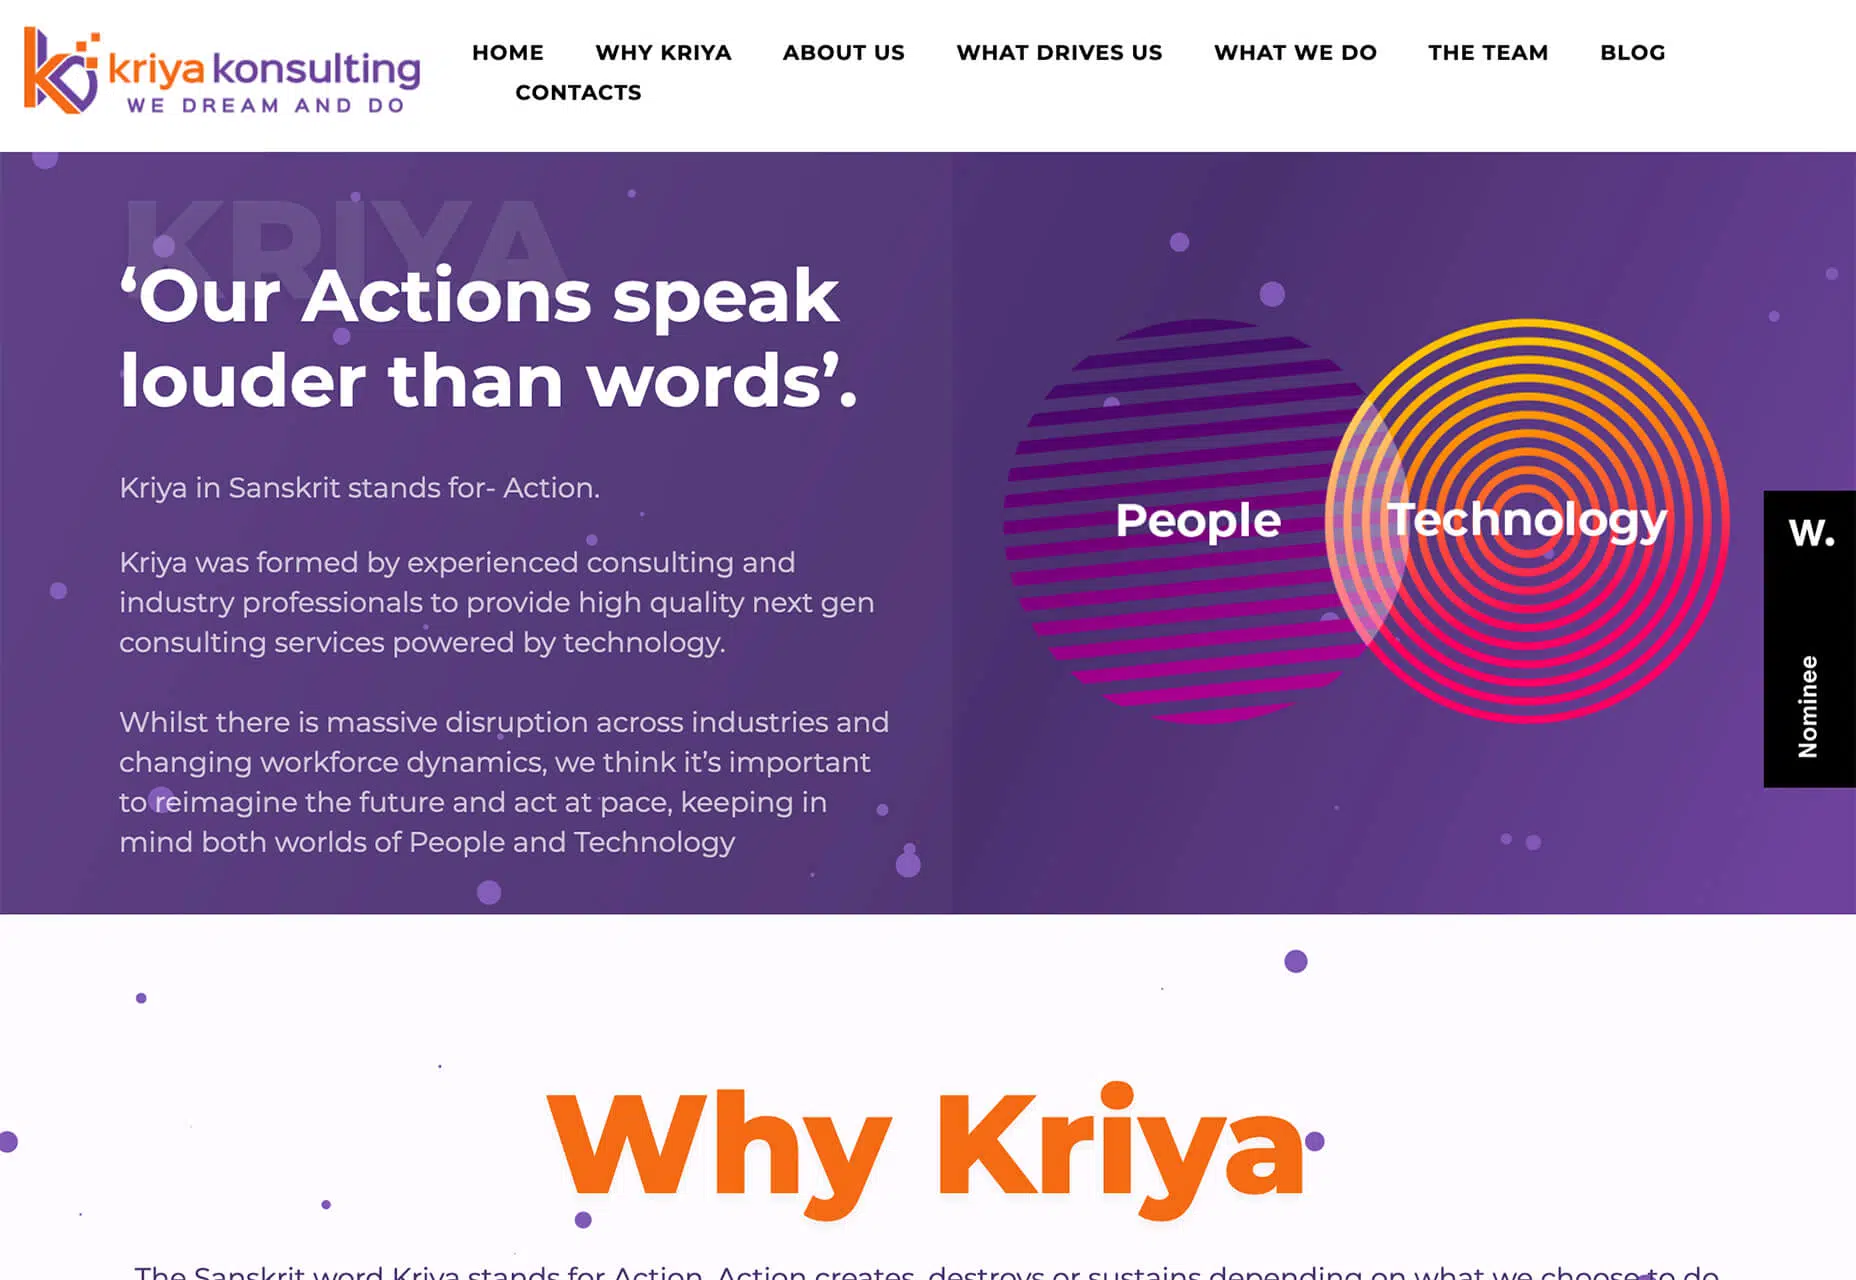 kriya konsulting
WE DREAM AND DO
HOME WHY KRIYA ABOUT US WHAT DRIVES US WHAT WE DO THE TEAM BLOG
CONTACTS
KRIYA
‘Our Actions speak
louder than words’.
Kriya in Sanskrit stands for- Action.
Kriya was formed by experienced consulting and
industry professionals to provide high quality next gen
consulting services powered by technology.
Whilst there is massive disruption across industries and
changing workforce dynamics, we think it’s important
to reimagine the future and act at pace, keeping in
mind both worlds of People and Technology
People
Technology
W.
Nominee
Why Kriya
The Sanskrit word Kriya stands for Action. Action creates, destroys or sustains depending on what we choose to do